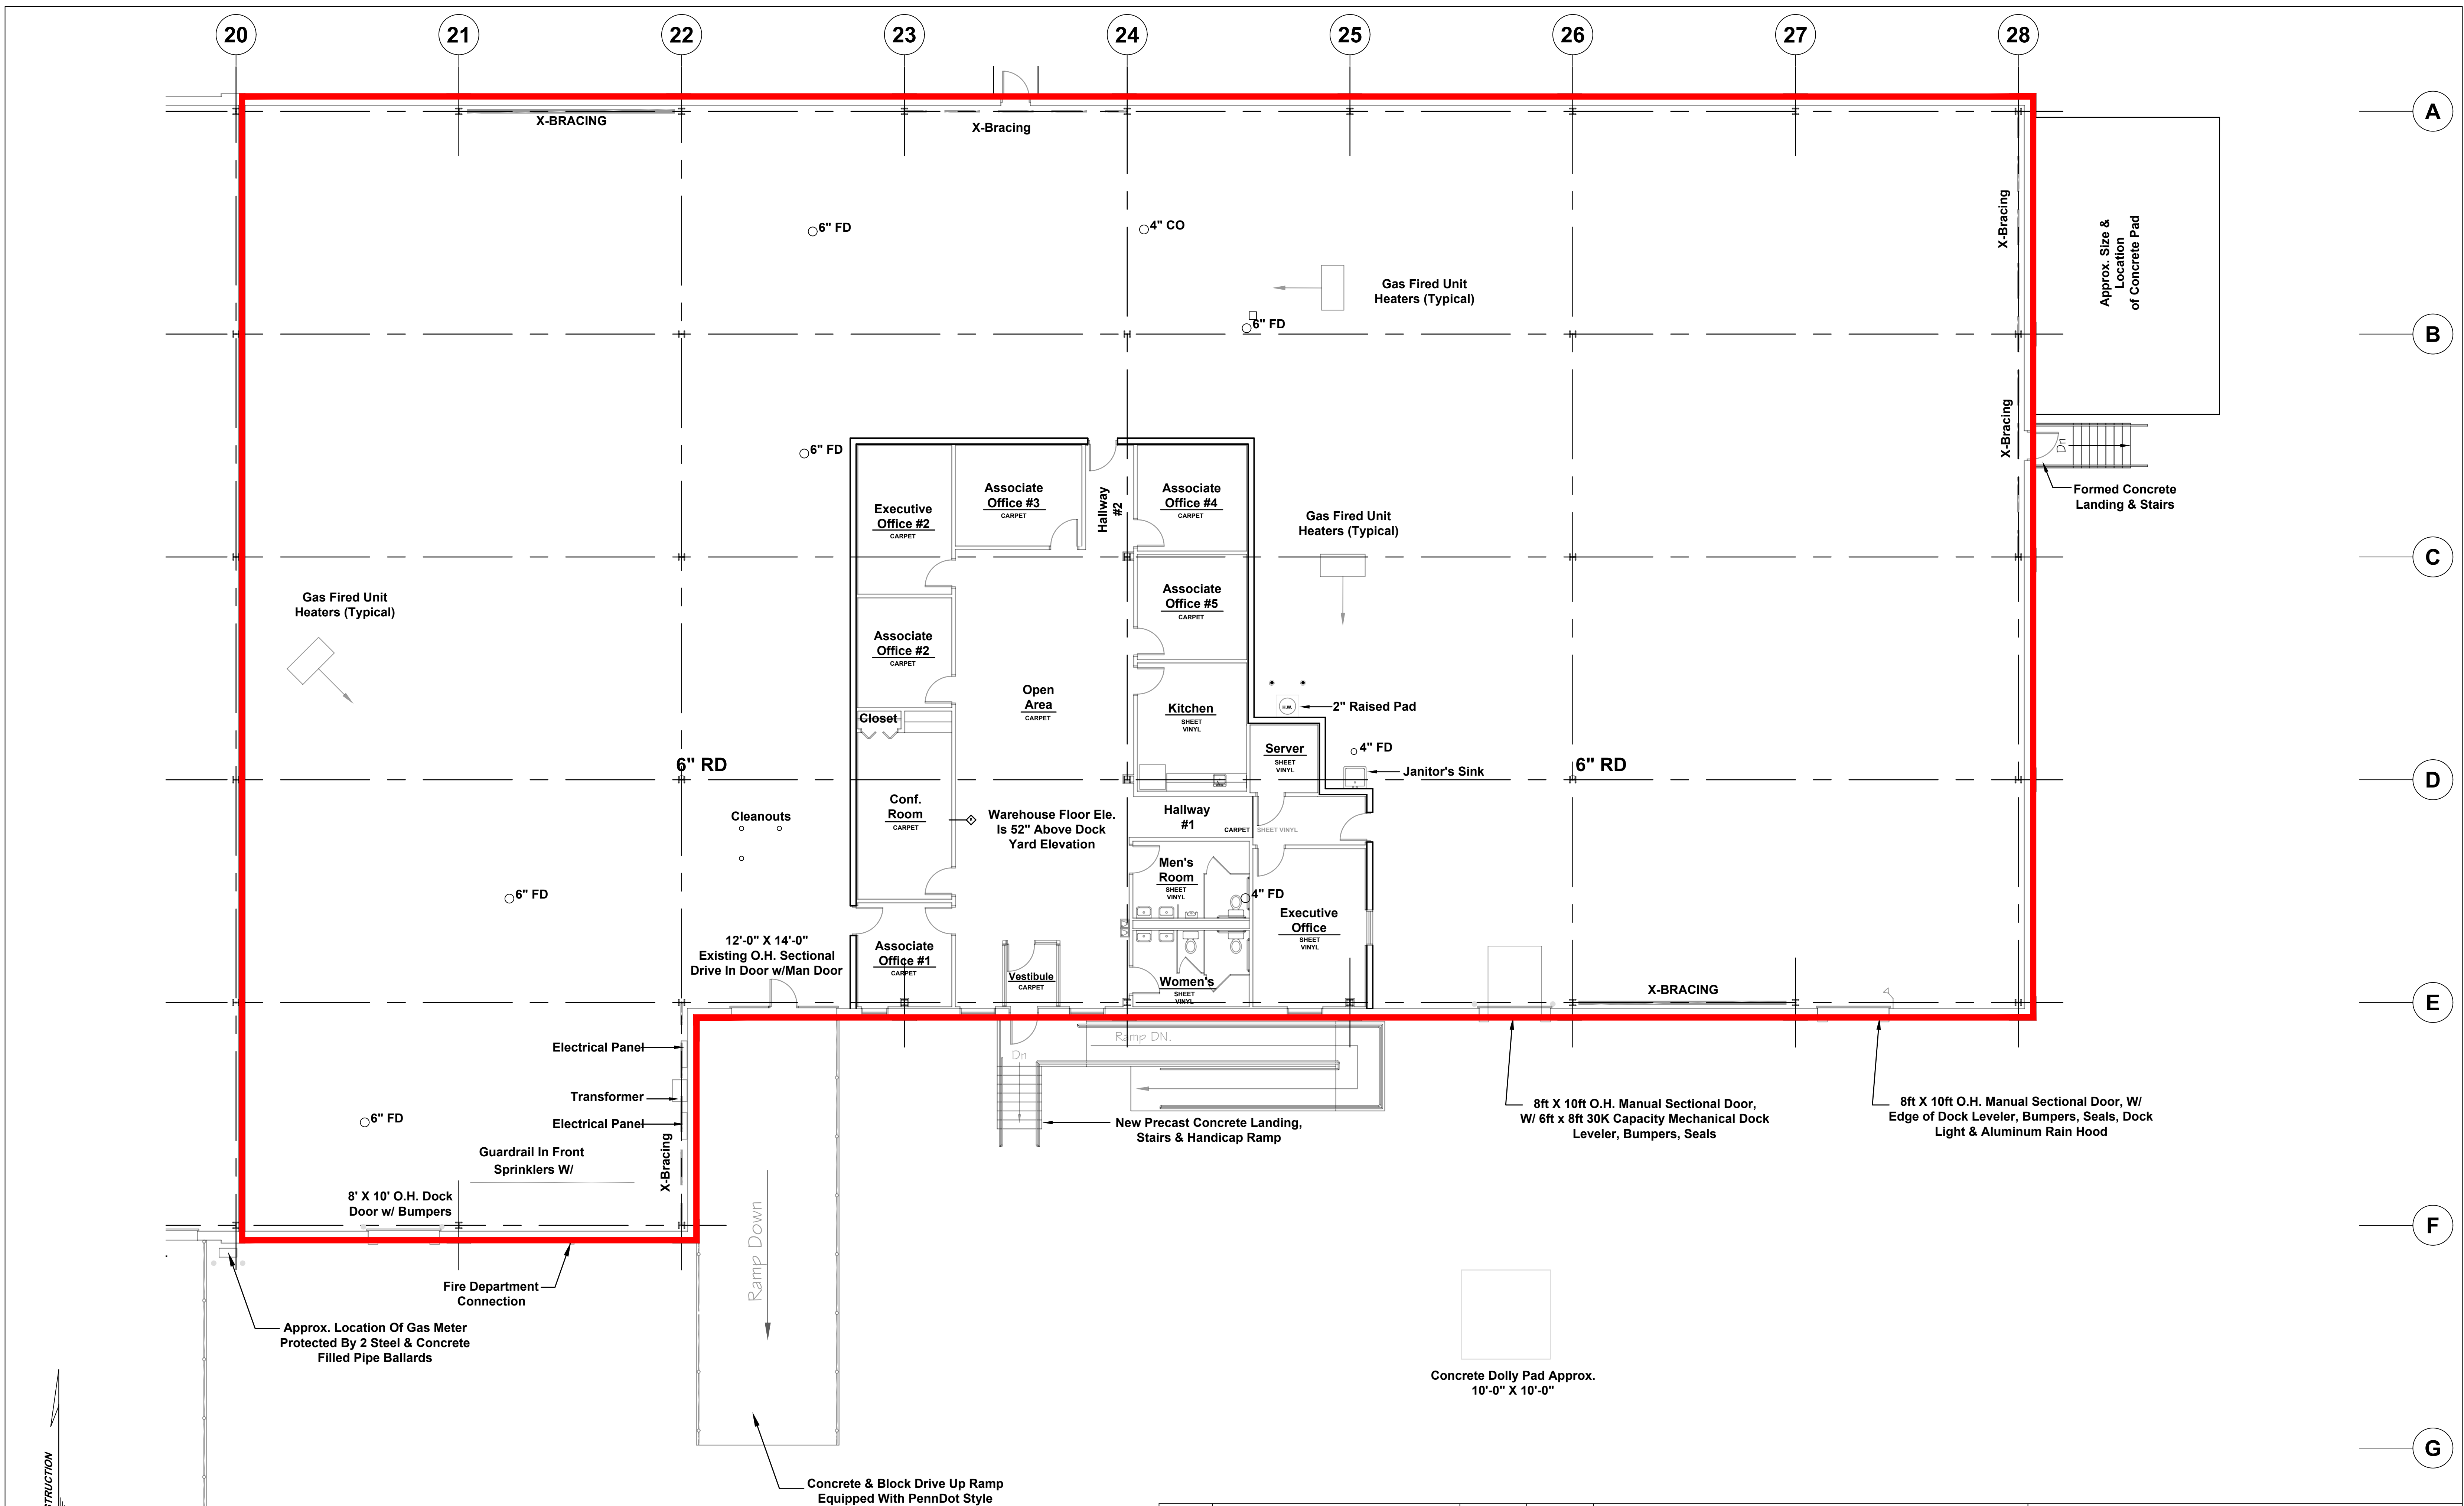 20
21
22
23
24
25
26
27
28
A
X-BRACING
X-Bracing
X-Bracing
Approx. Size &
Location
of Concrete Pad
6" FD
4" CO
Gas Fired Unit
Heaters (Typical)
6" FD
B
X-Bracing
Dn
Formed Concrete
Landing & Stairs
6" FD
Executive
Office #2
CARPET
Associate
Office #3
CARPET
Hallway
#2
Associate
Office #4
CARPET
Gas Fired Unit
Heaters (Typical)
C
Gas Fired Unit
Heaters (Typical)
Associate
Office #2
CARPET
Associate
Office #5
CARPET
Open
Area
CARPET
Closet
Kitchen
SHEET
VINYL
H.W.
2" Raised Pad
Server
SHEET
VINYL
4" FD
Janitor's Sink
6" RD
6" RD
D
Cleanouts
Conf.
Room
CARPET
Warehouse Floor Ele.
Is 52" Above Dock
Yard Elevation
Hallway
#1
CARPET
SHEET VINYL
Men's
Room
SHEET
VINYL
4" FD
6" FD
Executive
Office
SHEET
VINYL
12'-0" X 14'-0"
Existing O.H. Sectional
Drive In Door w/Man Door
Associate
Office #1
CARPET
Vestibule
CARPET
Women's
SHEET
VINYL
X-BRACING
E
Electrical Panel
Transformer
Electrical Panel
6" FD
Guardrail In Front
Sprinklers W/
X-Bracing
8' X 10' O.H. Dock
Door w/ Bumpers
Ramp DN.
Dn
New Precast Concrete Landing,
Stairs & Handicap Ramp
8ft X 10ft O.H. Manual Sectional Door,
W/ 6ft x 8ft 30K Capacity Mechanical Dock
Leveler, Bumpers, Seals
8ft X 10ft O.H. Manual Sectional Door, W/
Edge of Dock Leveler, Bumpers, Seals, Dock
Light & Aluminum Rain Hood
F
Ramp Down
Fire Department
Connection
Approx. Location Of Gas Meter
Protected By 2 Steel & Concrete
Filled Pipe Ballards
Concrete Dolly Pad Approx.
10'-0" X 10'-0"
G
Concrete & Block Drive Up Ramp
Equipped With PennDot Style